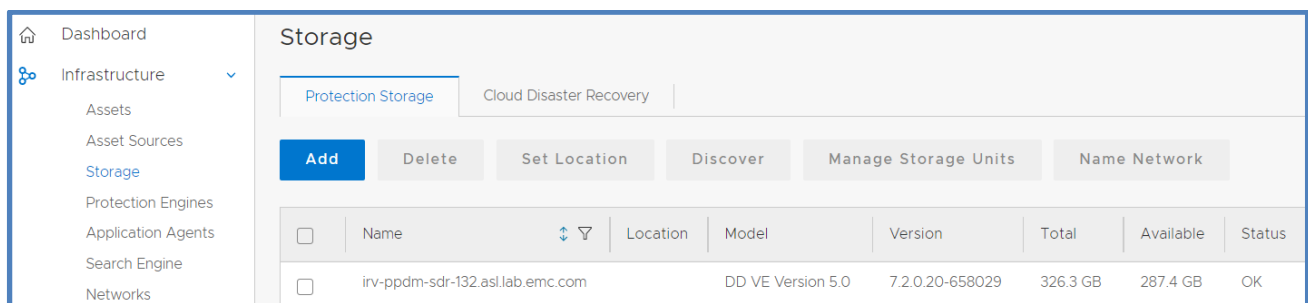 Dashboard
Infrastructure
Assets
Asset Sources
Storage
Protection Engines
Application Agents
Search Engine
Networks
Storage
Protection Storage Cloud Disaster Recovery
Add Delete Set Location Discover Manage Storage Units Name Network
Name Location Model Version Total Available Status
irv-ppdm-sdr-132.asl.lab.emc.com DD VE Version 5.0 7.2.0.20-658029 326.3 GB 287.4 GB OK